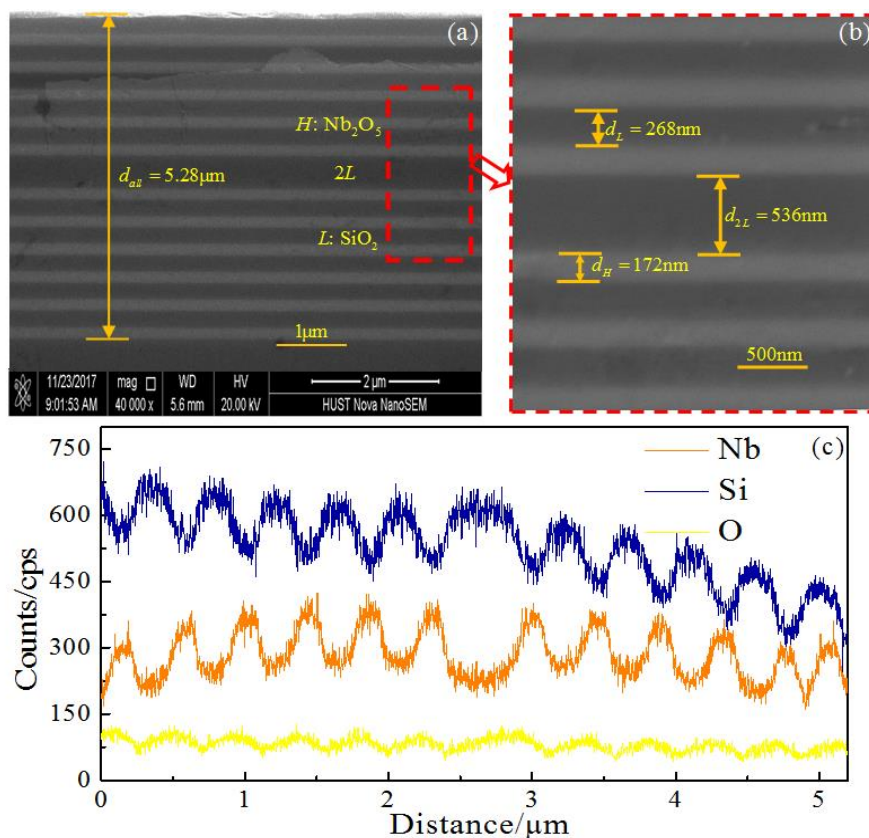 (a)
H: Nb₂O₅
d_all = 5.28μm
2L
L: SiO₂
1μm
11/23/2017 mag □ WD HV 2 μm
9:01:53 AM 40 000 x 5.6 mm 20.00 kV HUST Nova NanoSEM
(b)
d_L = 268nm
d_2L = 536nm
d_H = 172nm
500nm
(c)
Nb
Si
O
750
600
450
300
150
0
Counts/cps
0 1 2 3 4 5
Distance/μm